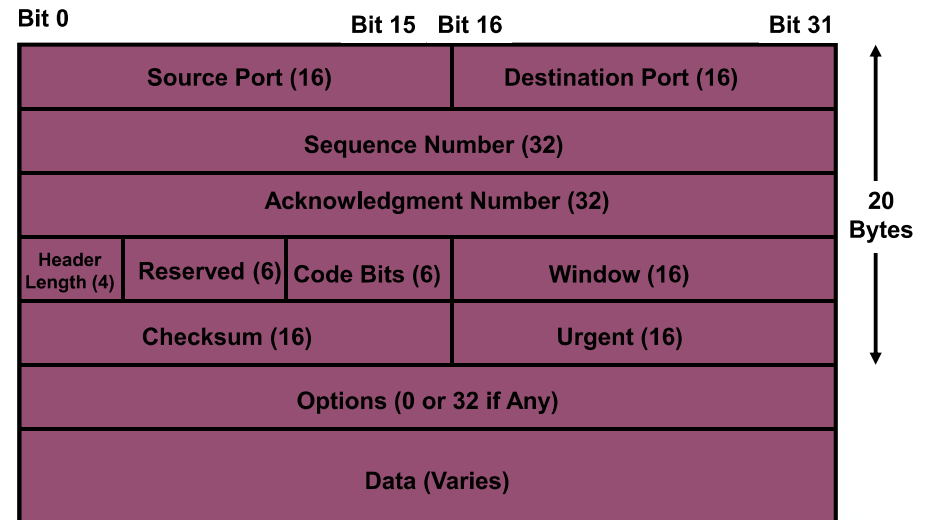 Bit 0
Bit 15
Bit 16
Bit 31
Source Port (16)
Destination Port (16)
Sequence Number (32)
Acknowledgment Number (32)
20
Bytes
Header
Length (4)
Reserved (6)
Code Bits (6)
Window (16)
Checksum (16)
Urgent (16)
Options (0 or 32 if Any)
Data (Varies)